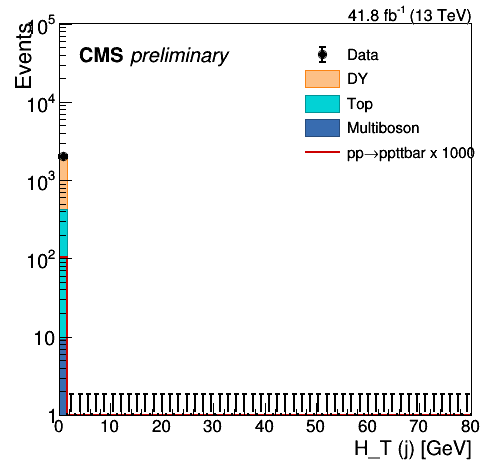 41.8 fb⁻¹ (13 TeV)
Events
CMS preliminary
Data
DY
Top
Multiboson
pp→ppttbar x 1000
10⁵
10⁴
10³
10²
10
1
0 10 20 30 40 50 60 70 80
H_T (j) [GeV]